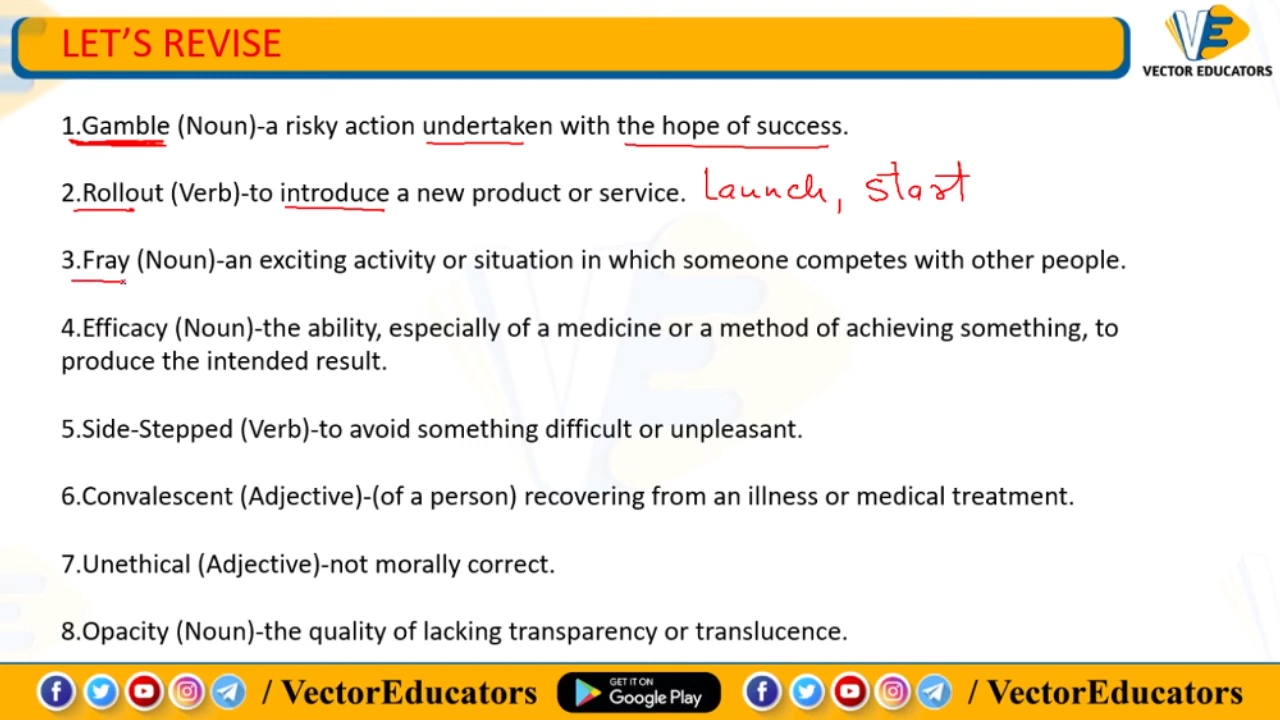 LET'S REVISE
VE
VECTOR EDUCATORS
1.Gamble (Noun)-a risky action undertaken with the hope of success.
2.Rollout (Verb)-to introduce a new product or service. Launch, start
3.Fray (Noun)-an exciting activity or situation in which someone competes with other people.
4.Efficacy (Noun)-the ability, especially of a medicine or a method of achieving something, to
produce the intended result.
5.Side-Stepped (Verb)-to avoid something difficult or unpleasant.
6.Convalescent (Adjective)-(of a person) recovering from an illness or medical treatment.
7.Unethical (Adjective)-not morally correct.
8.Opacity (Noun)-the quality of lacking transparency or translucence.
/ VectorEducators GET IT ON Google Play / VectorEducators